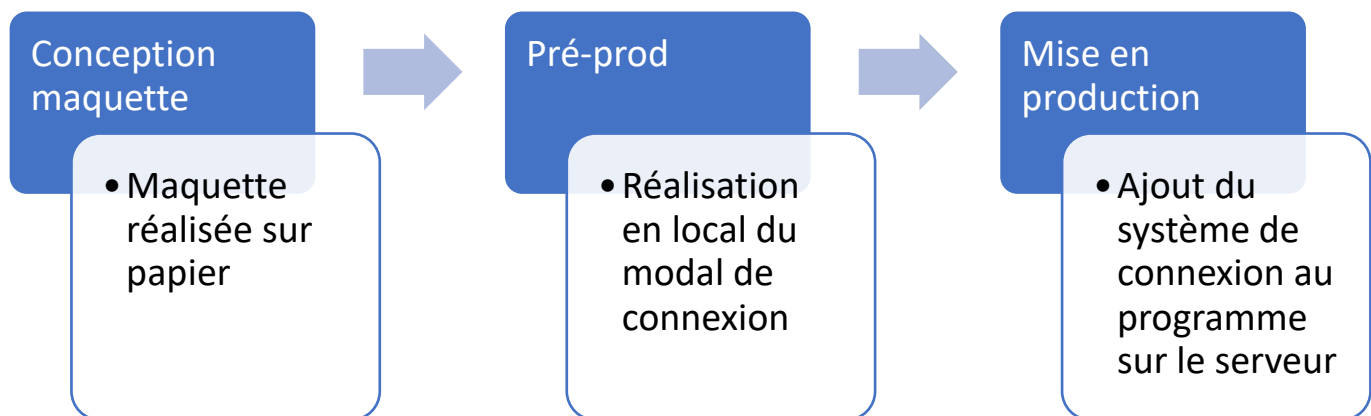 Conception
maquette
• Maquette
réalisée sur
papier
Pré-prod
• Réalisation
en local du
modal de
connexion
Mise en
production
• Ajout du
système de
connexion au
programme
sur le serveur